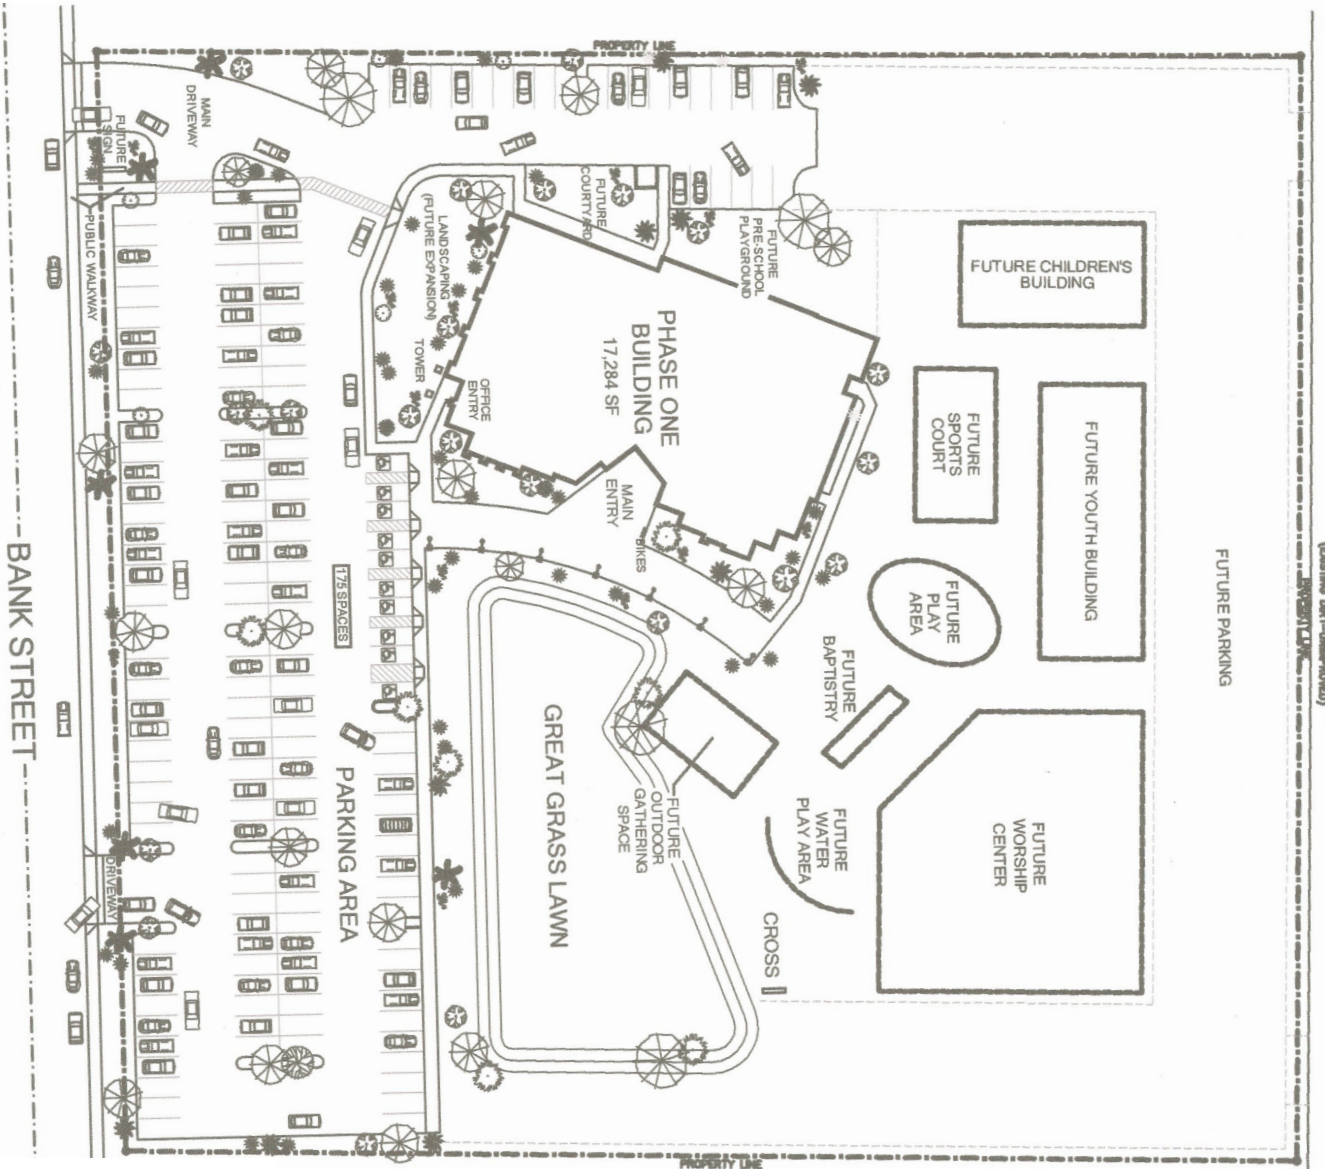 PROPERTY LINE
MAIN
DRIVEWAY
FUTURE
SIGN
PUBLIC WALKWAY
FUTURE
COURTYARD
LANDSCAPING
(FUTURE EXPANSION)
FUTURE
PRE-SCHOOL
PLAYGROUND
FUTURE CHILDREN'S
BUILDING
PHASE ONE
BUILDING
17,284 SF
TOWER
OFFICE
ENTRY
MAIN
ENTRY
BIKES
FUTURE
SPORTS
COURT
FUTURE YOUTH BUILDING
FUTURE
PLAY
AREA
FUTURE PARKING
PROPERTY LINE
175 SPACES
BANK STREET
FUTURE
BAPTISTRY
GREAT GRASS LAWN
PARKING AREA
FUTURE
OUTDOOR
GATHERING
SPACE
FUTURE
WATER
PLAY AREA
FUTURE
WORSHIP
CENTER
CROSS
DRIVEWAY
PROPERTY LINE